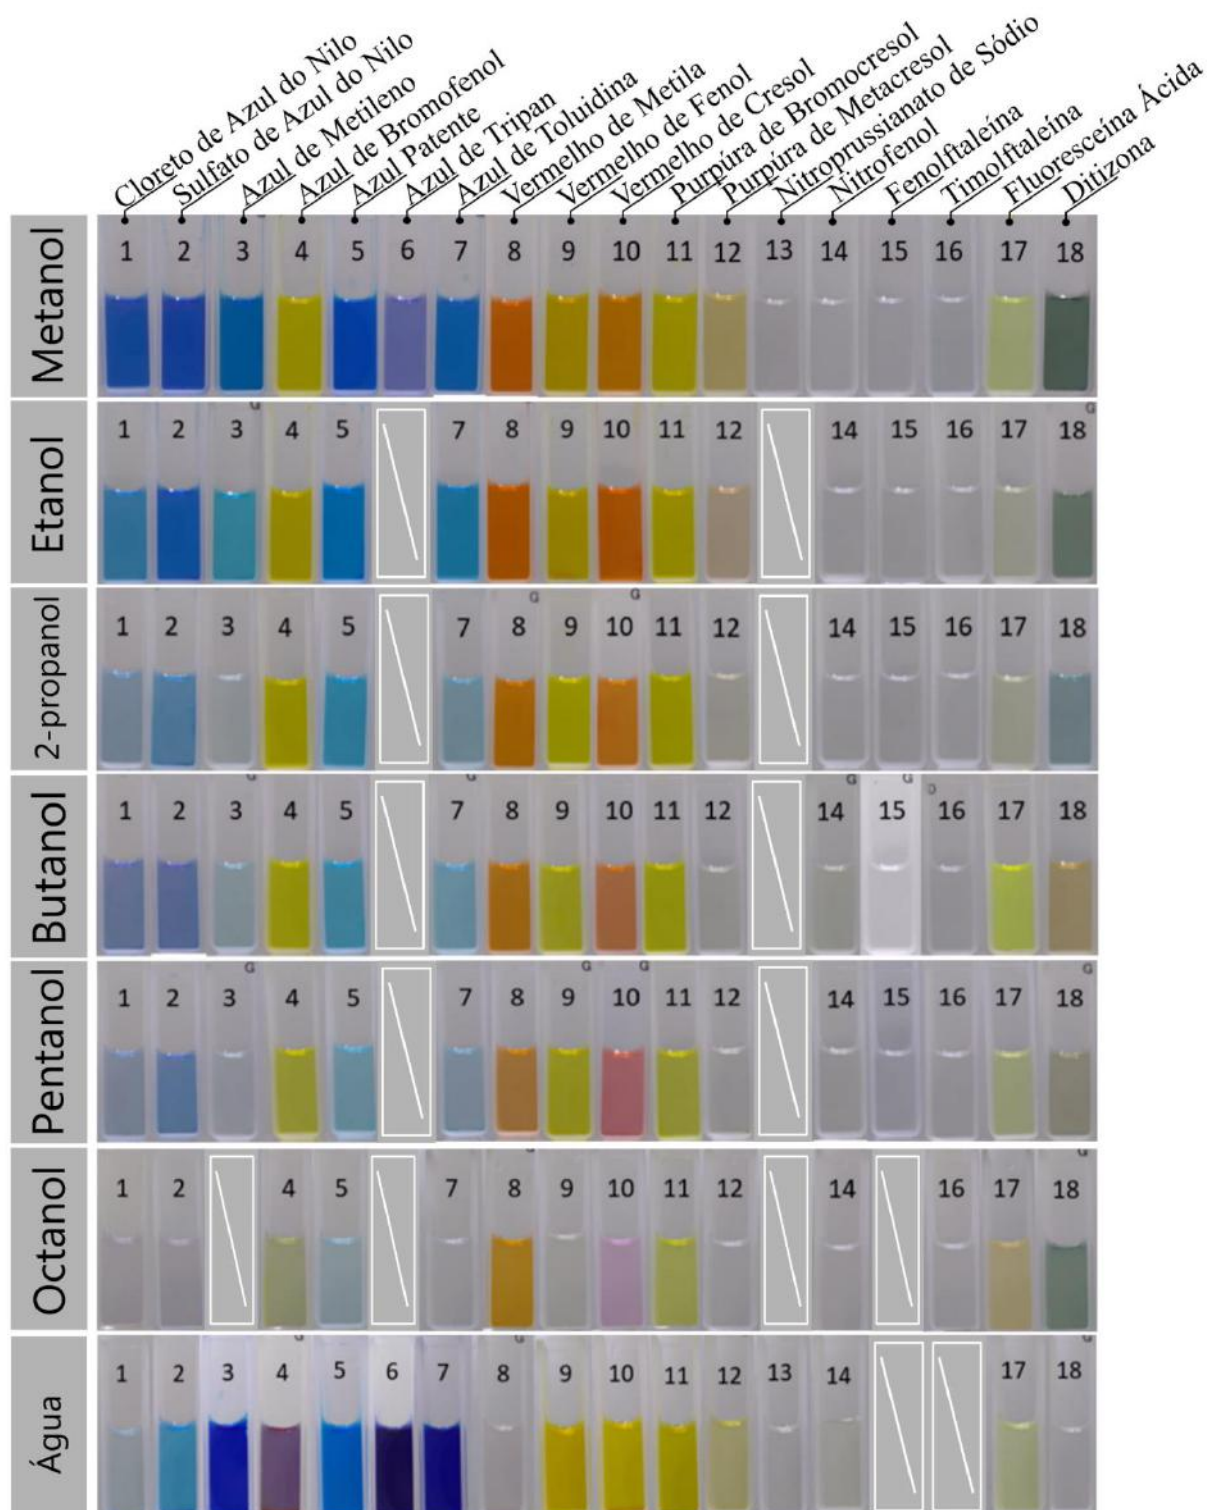 Cloreto de Azul do Nilo
Sulfato de Azul do Nilo
Azul de Metileno
Azul de Bromofenol
Azul Patente
Azul de Tripan
Azul de Toluidina
Vermelho de Metila
Vermelho de Fenol
Vermelho de Cresol
Purpúra de Bromocresol
Purpúra de Metacresol
Nitroprussianato de Sódio
Nitrofenol
Fenolftaleína
Timolftaleína
Fluoresceína Ácida
Ditizona
Metanol
1 2 3 4 5 6 7 8 9 10 11 12 13 14 15 16 17 18
Etanol
1 2 3 4 5 7 8 9 10 11 12 14 15 16 17 18
2-propanol
1 2 3 4 5 7 8 9 10 11 12 14 15 16 17 18
Butanol
1 2 3 4 5 7 8 9 10 11 12 14 15 16 17 18
Pentanol
1 2 3 4 5 7 8 9 10 11 12 14 15 16 17 18
Octanol
1 2 4 5 7 8 9 10 11 12 14 16 17 18
Água
1 2 3 4 5 6 7 8 9 10 11 12 13 14 17 18